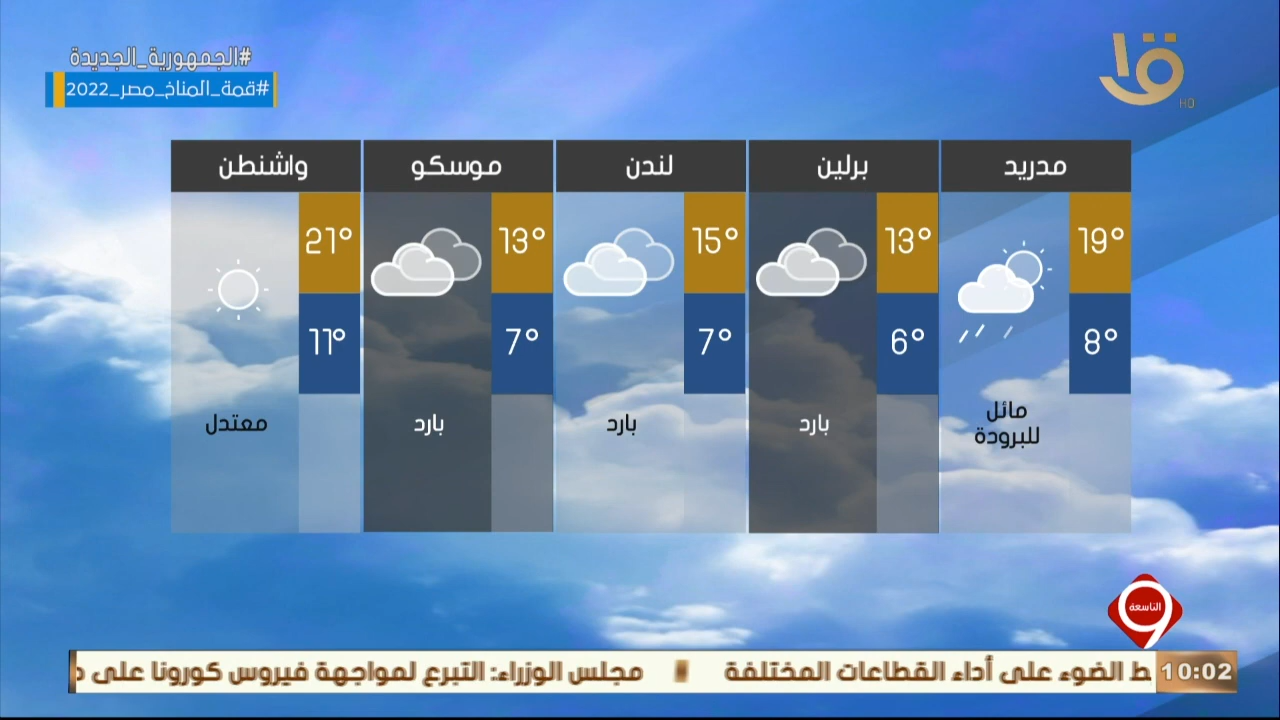 #الجمهورية_الجديدة
#قمة_المناخ_مصر_2022
HD
مدريد
19°
8°
مائل
للبرودة
برلين
13°
6°
بارد
لندن
15°
7°
بارد
موسكو
13°
7°
بارد
واشنطن
21°
11°
معتدل
التاسعة
9
10:02
ط الضوء على أداء القطاعات المختلفة
مجلس الوزراء: التبرع لمواجهة فيروس كورونا على